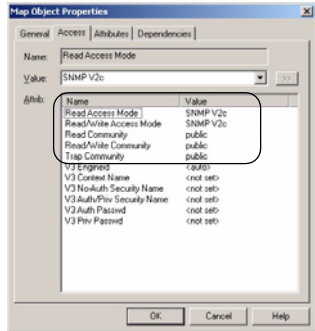 Map Object Properties
General Access Attributes Dependencies
Name: Read Access Mode
Value: SNMP V2c >>
Attrib:
Name Value
Read Access Mode SNMP V2c
Read/Write Access Mode SNMP V2c
Read Community public
Read/Write Community public
Trap Community public
V3 Engineid <auto>
V3 Context Name <not set>
V3 No-Auth Security Name <not set>
V3 Auth/Priv Security Name <not set>
V3 Auth Passwd <not set>
V3 Priv Passwd <not set>
OK Cancel Help